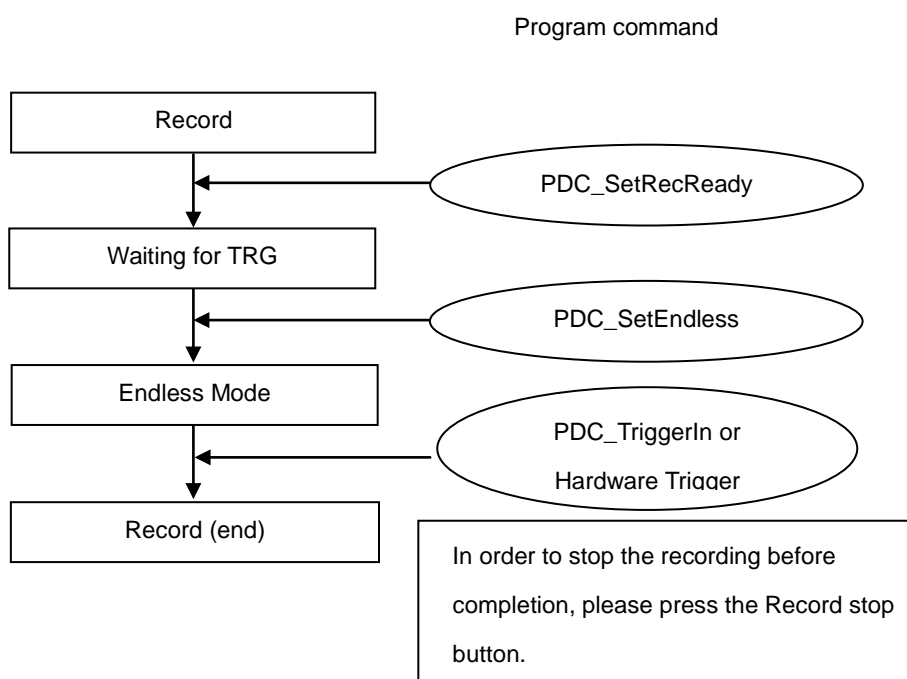 Program command
Record
PDC_SetRecReady
Waiting for TRG
PDC_SetEndless
Endless Mode
PDC_TriggerIn or
Hardware Trigger
Record (end)
In order to stop the recording before
completion, please press the Record stop
button.